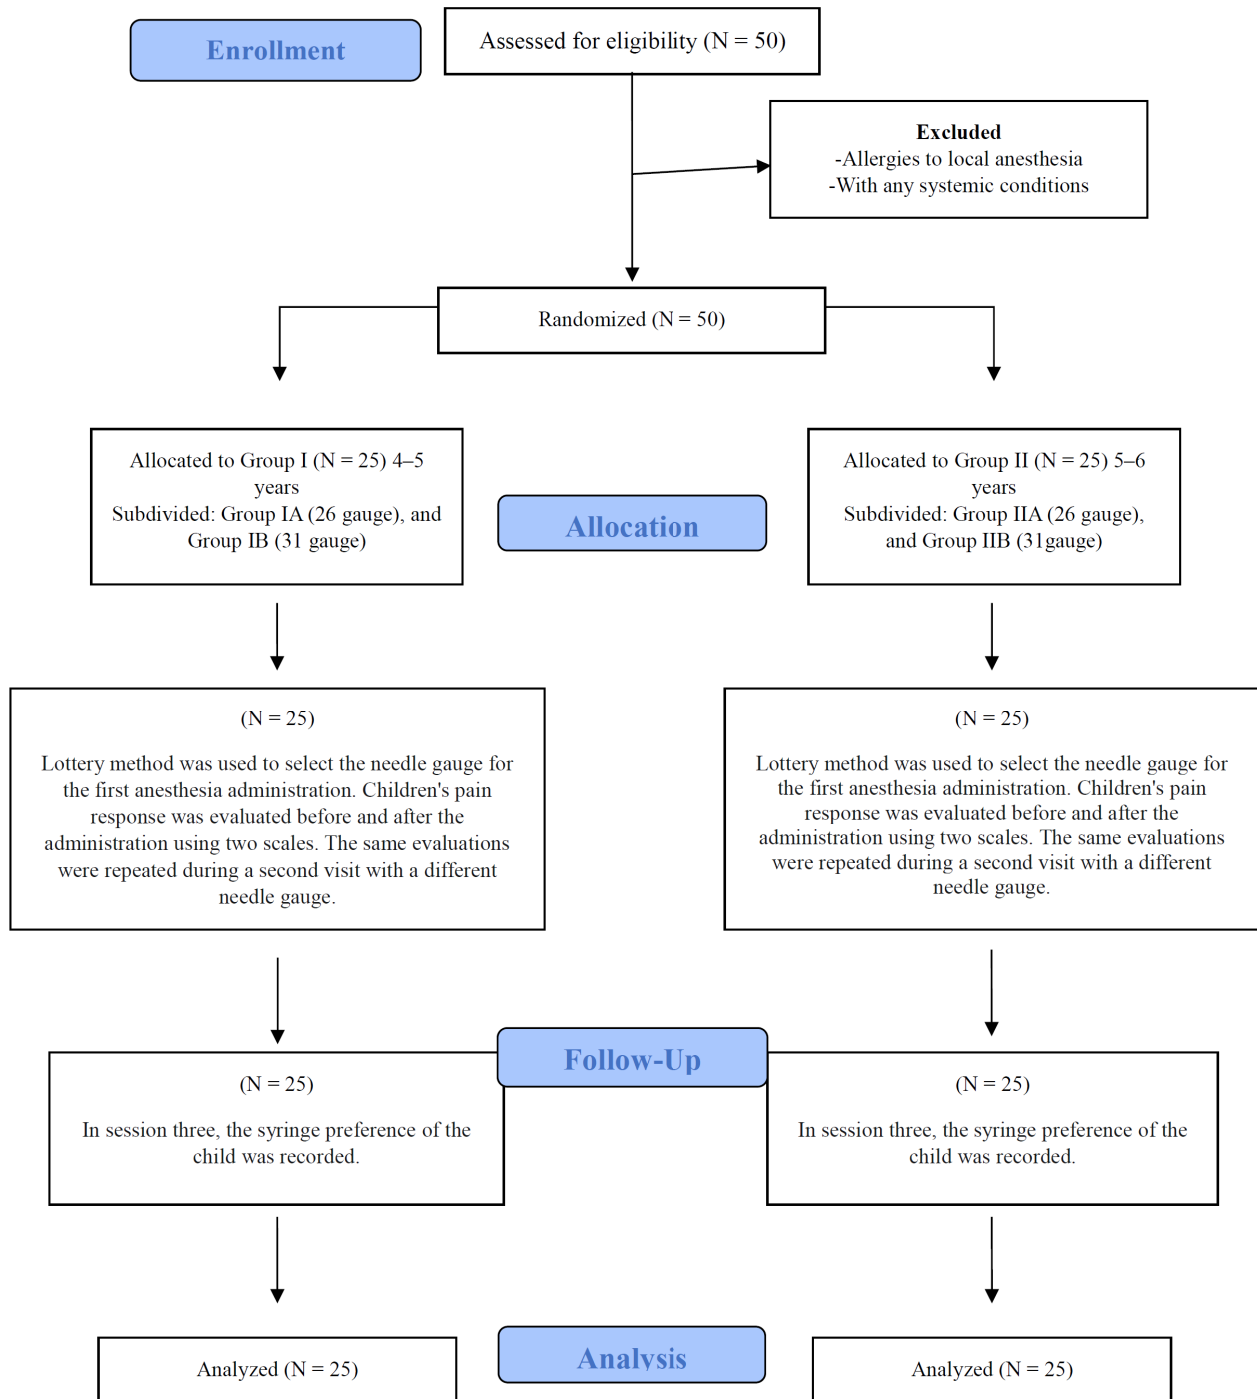 Enrollment
Assessed for eligibility (N = 50)
Excluded
-Allergies to local anesthesia
-With any systemic conditions
Randomized (N = 50)
Allocated to Group I (N = 25) 4–5
years
Subdivided: Group IA (26 gauge), and
Group IB (31 gauge)
Allocation
Allocated to Group II (N = 25) 5–6
years
Subdivided: Group IIA (26 gauge),
and Group IIB (31gauge)
(N = 25)
Lottery method was used to select the needle gauge for
the first anesthesia administration. Children's pain
response was evaluated before and after the
administration using two scales. The same evaluations
were repeated during a second visit with a different
needle gauge.
(N = 25)
Lottery method was used to select the needle gauge for
the first anesthesia administration. Children's pain
response was evaluated before and after the
administration using two scales. The same evaluations
were repeated during a second visit with a different
needle gauge.
Follow-Up
(N = 25)
In session three, the syringe preference of the
child was recorded.
(N = 25)
In session three, the syringe preference of the
child was recorded.
Analyzed (N = 25)
Analysis
Analyzed (N = 25)